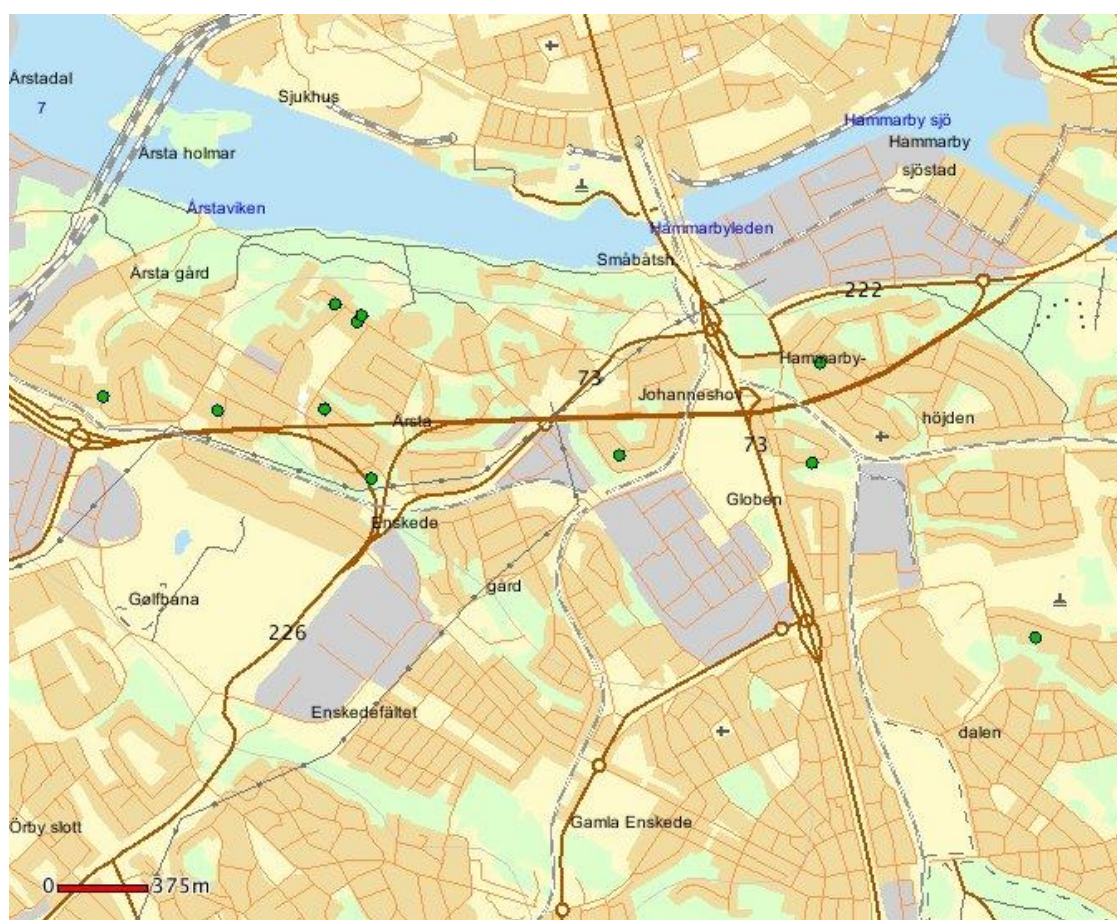 Årstadal
7
Sjukhus
Årsta holmar
Hammarby sjö
Hammarby
sjöstad
Årstaviken
Hammarbyleden
Småbåtsh
Årsta gård
222
73
Hammarby-
Johanneshov
Årsta
höjden
73
Globen
Enskede
gård
Golfbana
226
Enskedefältet
dalen
Örby slott
Gamla Enskede
0 375m